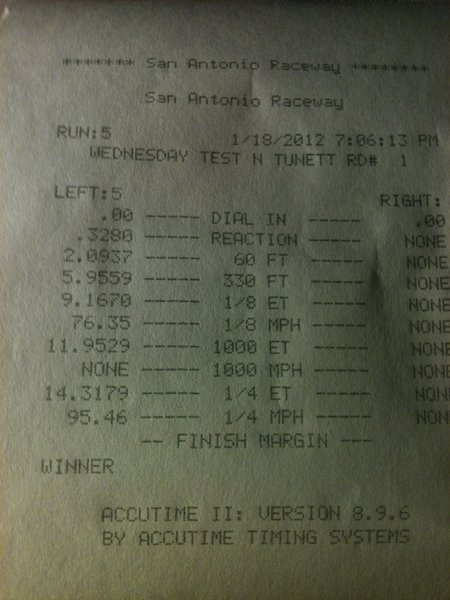 ******* San Antonio Raceway *******
San Antonio Raceway
RUN:5 1/18/2012 7:06:13 PM
WEDNESDAY TEST N TUNETT RD# 1
LEFT:5 RIGHT:
.00 ----- DIAL IN ----- .00
.3280 ----- REACTION ----- NONE
2.0937 ----- 60 FT ----- NONE
5.9559 ----- 330 FT ----- NONE
9.1670 ----- 1/8 ET ----- NONE
76.35 ----- 1/8 MPH ----- NONE
11.9529 ----- 1000 ET ----- NONE
NONE ----- 1000 MPH ----- NONE
14.3179 ----- 1/4 ET ----- NONE
95.46 ----- 1/4 MPH ----- NON
-- FINISH MARGIN ---
WINNER
ACCUTIME II: VERSION 8.9.6
BY ACCUTIME TIMING SYSTEMS